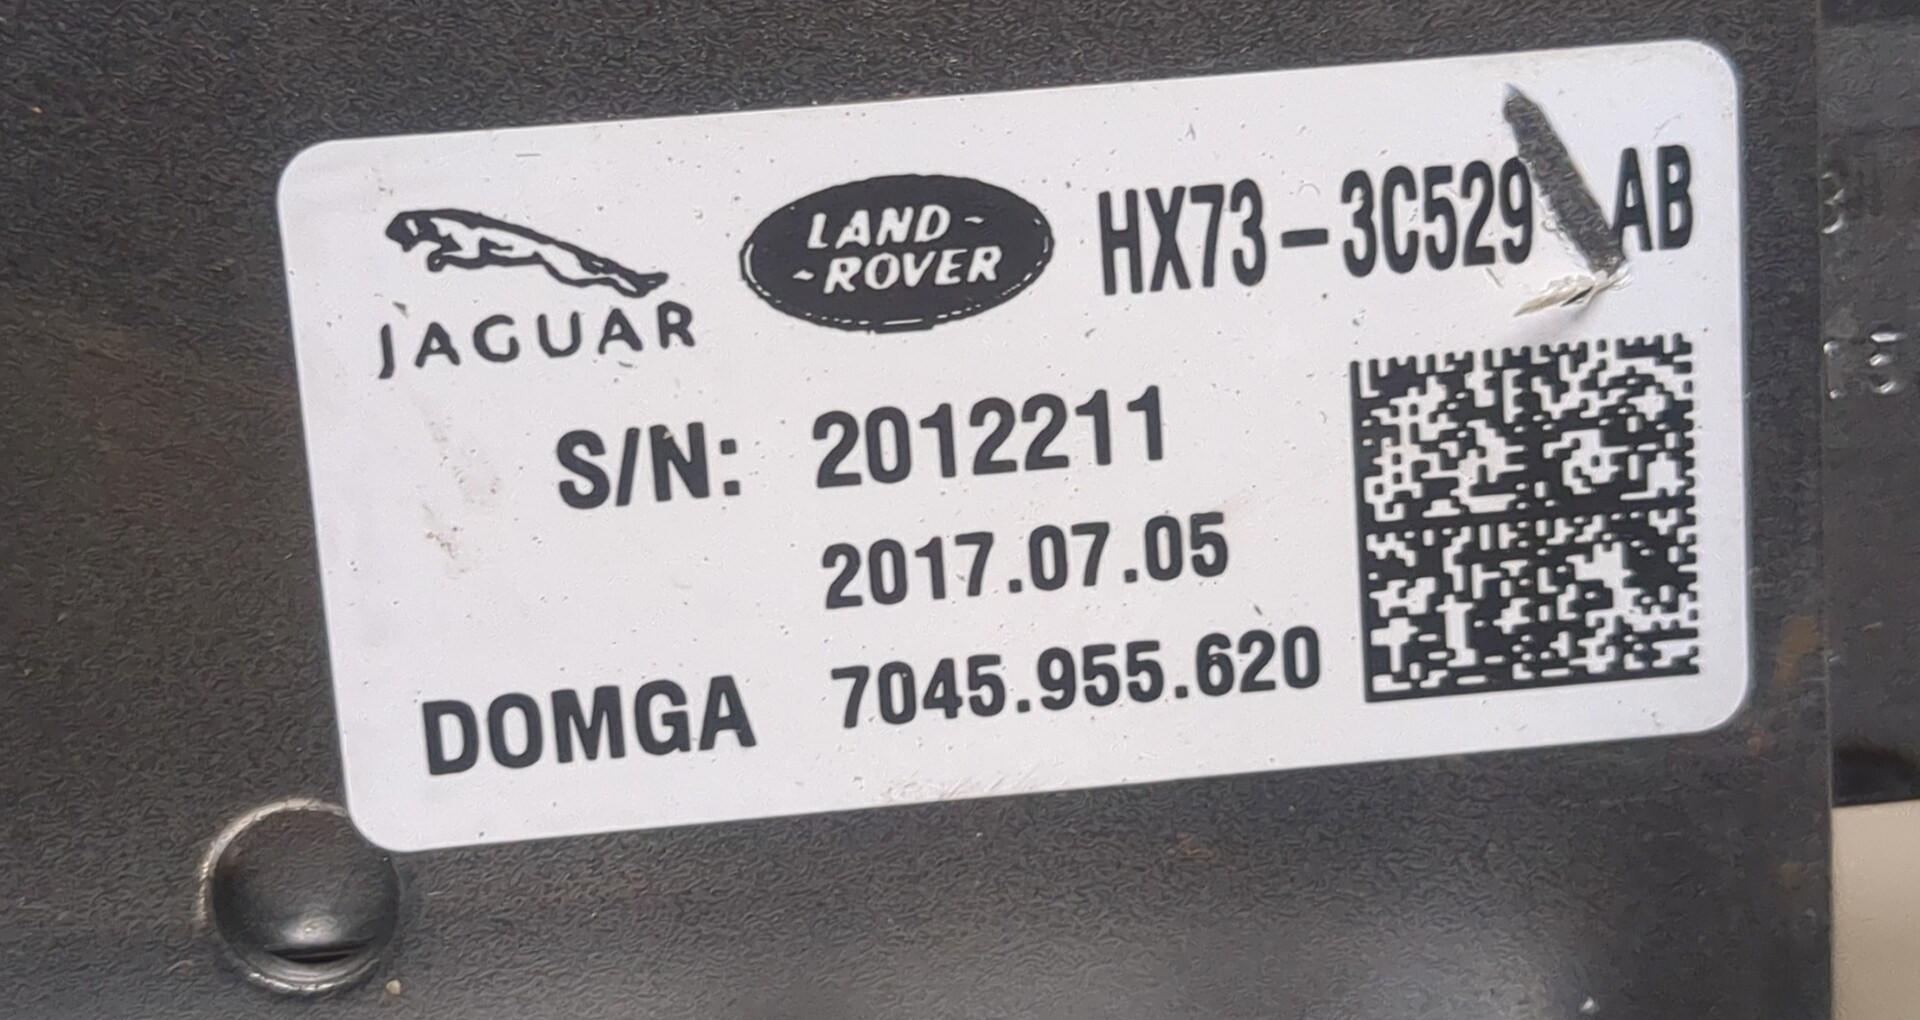 JAGUAR
LAND-
-ROVER
HX73-3C529 AB
S/N: 2012211
2017.07.05
DOMGA 7045.955.620